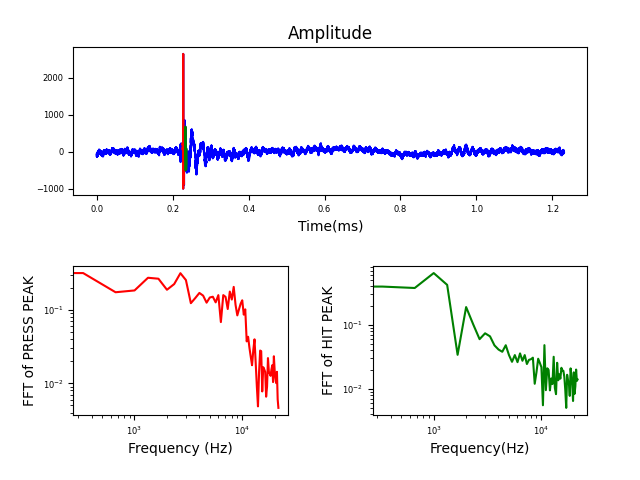 Amplitude
2000
1000
0
−1000
0.0 0.2 0.4 0.6 0.8 1.0 1.2
Time(ms)
FFT of PRESS PEAK
10⁻¹
10⁻²
10³ 10⁴
Frequency (Hz)
FFT of HIT PEAK
10⁻¹
10⁻²
10³ 10⁴
Frequency(Hz)